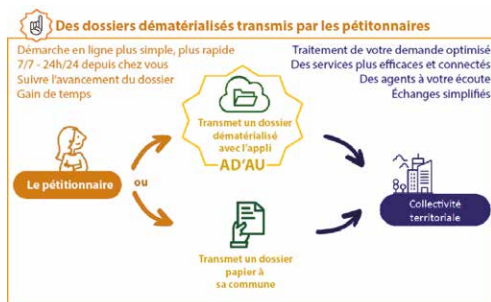 Des dossiers dématérialisés transmis par les pétitonnaires
Démarche en ligne plus simple, plus rapide
7/7 - 24h/24 depuis chez vous
Suivre l'avancement du dossier
Gain de temps
Traitement de votre demande optimisé
Des services plus efficaces et connectés
Des agents à votre écoute
Échanges simplifiés
Transmet un dossier
dématérialisé
avec l'appli
AD'AU
Le pétitionnaire
ou
Transmet un dossier
papier à
sa commune
Collectivité
territoriale